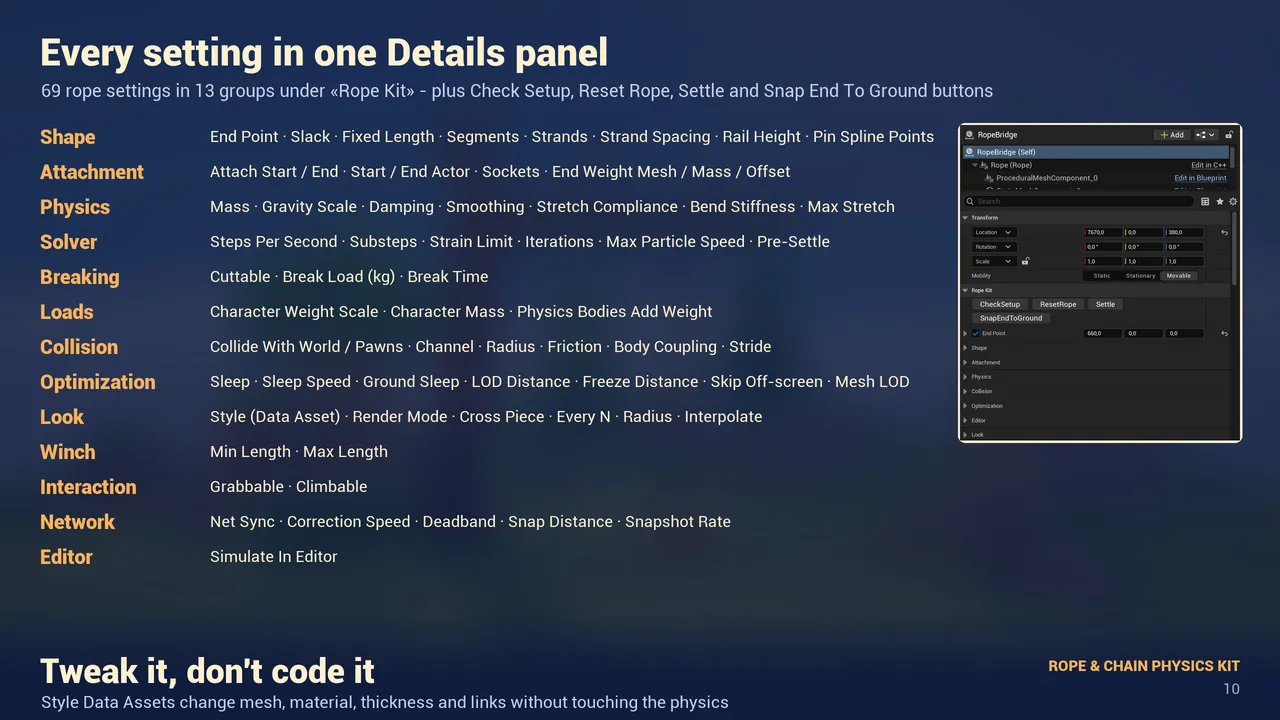 Every setting in one Details panel
69 rope settings in 13 groups under «Rope Kit» - plus Check Setup, Reset Rope, Settle and Snap End To Ground buttons
Shape End Point · Slack · Fixed Length · Segments · Strands · Strand Spacing · Rail Height · Pin Spline Points
Attachment Attach Start / End · Start / End Actor · Sockets · End Weight Mesh / Mass / Offset
Physics Mass · Gravity Scale · Damping · Smoothing · Stretch Compliance · Bend Stiffness · Max Stretch
Solver Steps Per Second · Substeps · Strain Limit · Iterations · Max Particle Speed · Pre-Settle
Breaking Cuttable · Break Load (kg) · Break Time
Loads Character Weight Scale · Character Mass · Physics Bodies Add Weight
Collision Collide With World / Pawns · Channel · Radius · Friction · Body Coupling · Stride
Optimization Sleep · Sleep Speed · Ground Sleep · LOD Distance · Freeze Distance · Skip Off-screen · Mesh LOD
Look Style (Data Asset) · Render Mode · Cross Piece · Every N · Radius · Interpolate
Winch Min Length · Max Length
Interaction Grabbable · Climbable
Network Net Sync · Correction Speed · Deadband · Snap Distance · Snapshot Rate
Editor Simulate In Editor
RopeBridge + Add
RopeBridge (Self)
Rope (Rope) Edit in C++
ProceduralMeshComponent_0 Edit in Blueprint
Search
Transform
Location 7670,0 0,0 380,0
Rotation 0,0 ° 0,0 ° 0,0 °
Scale 1,0 1,0 1,0
Mobility Static Stationary Movable
Rope Kit
CheckSetup ResetRope Settle
SnapEndToGround
End Point 660,0 0,0 0,0
Shape
Attachment
Physics
Collision
Optimization
Editor
Look
Tweak it, don't code it
Style Data Assets change mesh, material, thickness and links without touching the physics
ROPE & CHAIN PHYSICS KIT
10